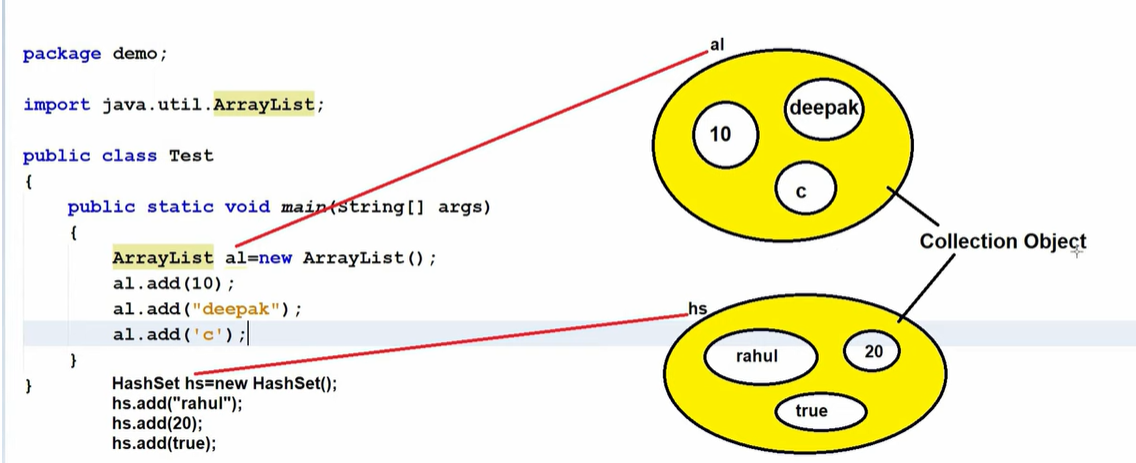 package demo;
import java.util.ArrayList;
public class Test
{
public static void main(String[] args)
{
ArrayList al=new ArrayList();
al.add(10);
al.add("deepak");
al.add('c');
}
}
HashSet hs=new HashSet();
hs.add("rahul");
hs.add(20);
hs.add(true);
al
deepak
10
c
Collection Object
hs
rahul
20
true